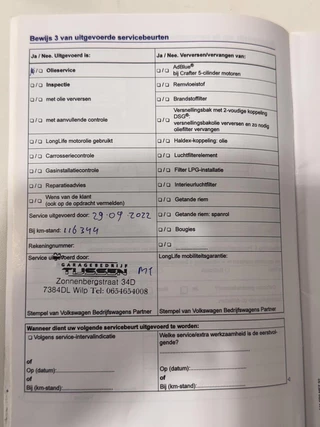 Bewijs 3 van uitgevoerde servicebeurten
Ja / Nee. Uitgevoerd is:
☐/☐ Olieservice
☐/☐ Inspectie
☐/☐ met olie verversen
☐/☐ met aanvullende controle
☐/☐ LongLife motorolie gebruikt
☐/☐ Carrosseriecontrole
☐/☐ Gasinstallatiecontrole
☐/☐ Reparatieadvies
☐/☐ Wens van de klant
(ook op de opdracht vermelden)
Service uitgevoerd door: 29-09 2022
Bij km-stand: 116344
Rekeningnummer:
Service uitgevoerd door:
GARAGEBEDRIJF
TIJSSEN
Zonnenbergstraat 34D
7384DL Wilp Tel: 0654654008
Stempel van Volkswagen Bedrijfswagens Partner
Ja / Nee. Verversen/vervangen van:
☐/☐ AdBlue®
bij Crafter 5-cilinder motoren
☐/☐ Remvloeistof
☐/☐ Brandstoffilter
Versnellingsbak met 2-voudige koppeling
☐/☐ DSG®:
versnellingsbakolie verversen en zo nodig
oliefilter vervangen
☐/☐ Haldex-koppeling: olie
☐/☐ Luchtfilterelement
☐/☐ Filter LPG-installatie
☐/☐ Interieurluchtfilter
☐/☐ Getande riem
☐/☐ Getande riem: spanrol
☐/☐ Bougies
☐/☐
LongLife mobiliteitsgarantie:
Stempel van Volkswagen Bedrijfswagens Partner
Wanneer dient uw volgende servicebeurt uitgevoerd te worden:
☐ Volgens service-intervalindicatie
of
Op (datum):
of
Bij (km-stand):
Welke service/extra werkzaamheid is de eerstvol-
gende?
Op (datum):
of
Bij (km-stand):